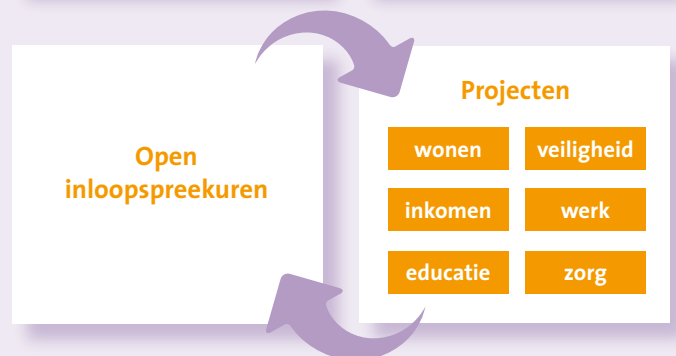 Open
inloopspreekuren
Projecten
wonen
veiligheid
inkomen
werk
educatie
zorg